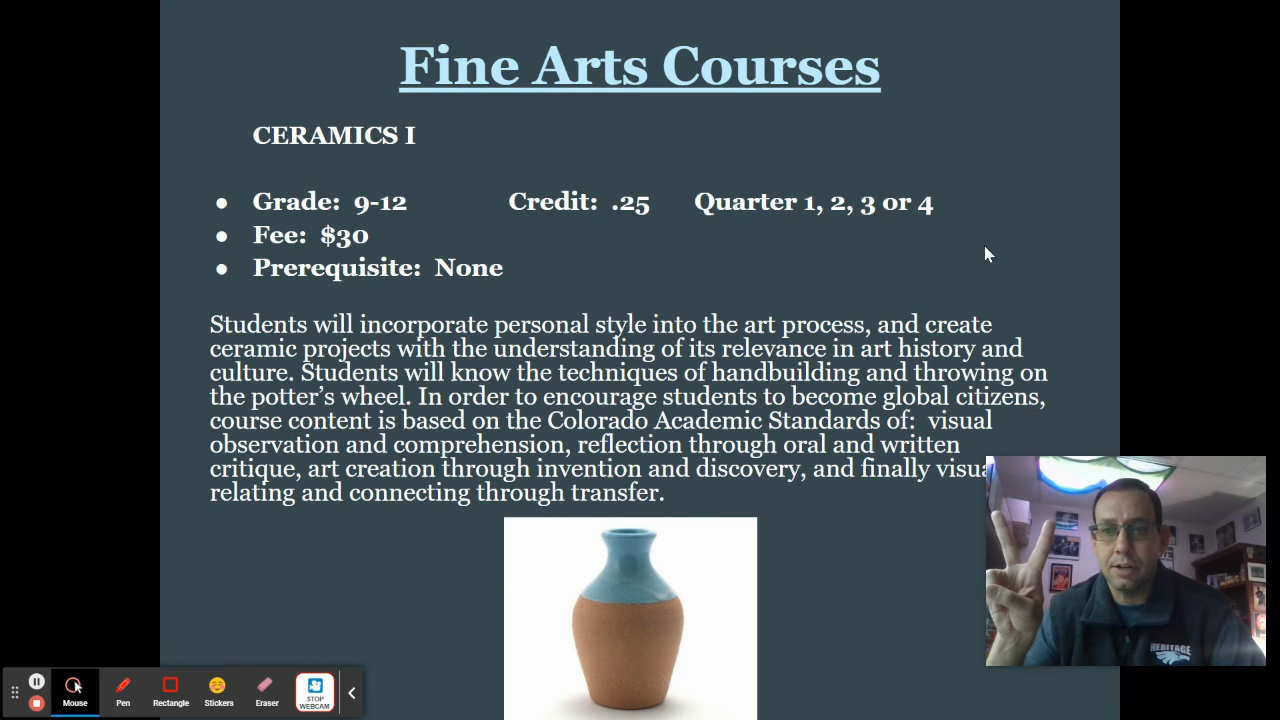 Fine Arts Courses
CERAMICS I
● Grade: 9-12 Credit: .25 Quarter 1, 2, 3 or 4
● Fee: $30
● Prerequisite: None
Students will incorporate personal style into the art process, and create
ceramic projects with the understanding of its relevance in art history and
culture. Students will know the techniques of handbuilding and throwing on
the potter’s wheel. In order to encourage students to become global citizens,
course content is based on the Colorado Academic Standards of: visual
observation and comprehension, reflection through oral and written
critique, art creation through invention and discovery, and finally visua
relating and connecting through transfer.
HERITAGE
Mouse
Pen
Rectangle
Stickers
Eraser
STOP
WEBCAM